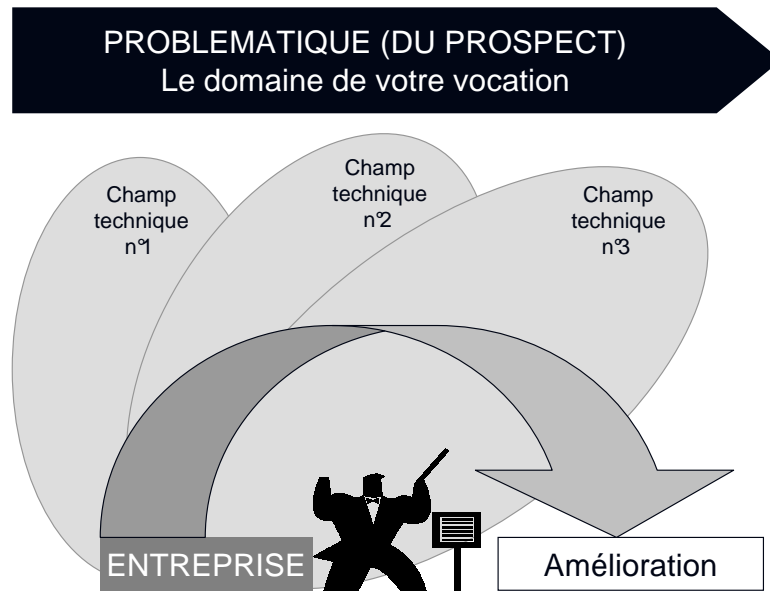 PROBLEMATIQUE (DU PROSPECT)
Le domaine de votre vocation
Champ
technique
n°1
Champ
technique
n°2
Champ
technique
n°3
ENTREPRISE
Amélioration